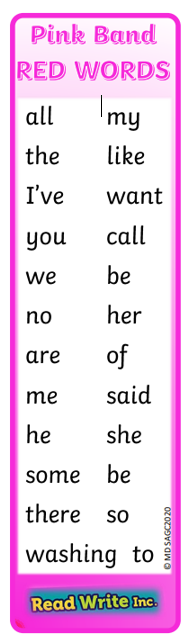 Pink Band
RED WORDS
all my
the like
I've want
you call
we be
no her
are of
me said
he she
some be
there so
washing to
© MD SAGC2020
Read Write Inc.